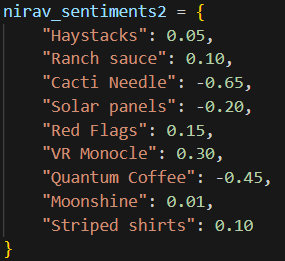 nirav_sentiments2 = {
    "Haystacks": 0.05,
    "Ranch sauce": 0.10,
    "Cacti Needle": -0.65,
    "Solar panels": -0.20,
    "Red Flags": 0.15,
    "VR Monocle": 0.30,
    "Quantum Coffee": -0.45,
    "Moonshine": 0.01,
    "Striped shirts": 0.10
}